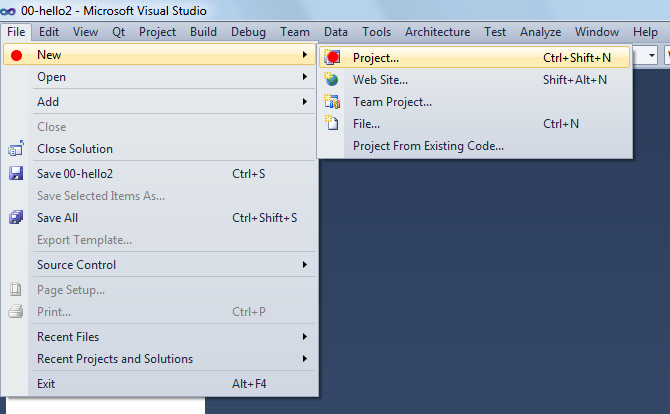 00-hello2 - Microsoft Visual Studio
File Edit View Qt Project Build Debug Team Data Tools Architecture Test Analyze Window Help
New
Project... Ctrl+Shift+N
Open
Web Site... Shift+Alt+N
Add
Team Project...
Close
File... Ctrl+N
Close Solution
Project From Existing Code...
Save 00-hello2 Ctrl+S
Save Selected Items As...
Save All Ctrl+Shift+S
Export Template...
Source Control
Page Setup...
Print... Ctrl+P
Recent Files
Recent Projects and Solutions
Exit Alt+F4